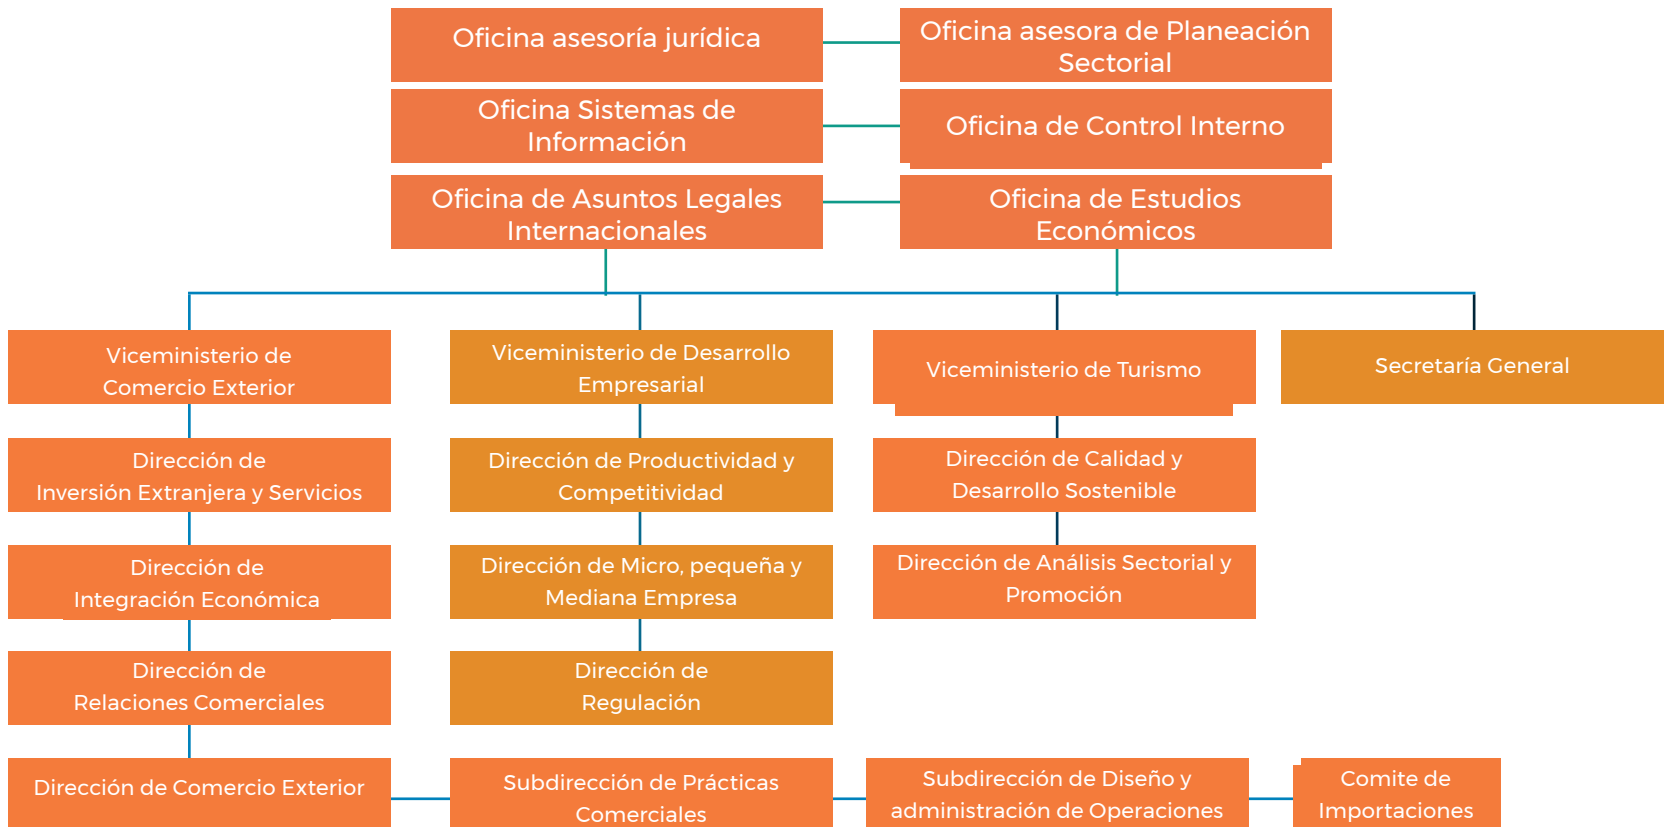 Oficina asesoría jurídica
Oficina asesora de Planeación
Sectorial
Oficina Sistemas de
Información
Oficina de Control Interno
Oficina de Asuntos Legales
Internacionales
Oficina de Estudios
Económicos
Viceministerio de
Comercio Exterior
Viceministerio de Desarrollo
Empresarial
Viceministerio de Turismo
Secretaría General
Dirección de
Inversión Extranjera y Servicios
Dirección de Productividad y
Competitividad
Dirección de Calidad y
Desarrollo Sostenible
Dirección de
Integración Económica
Dirección de Micro, pequeña y
Mediana Empresa
Dirección de Análisis Sectorial y
Promoción
Dirección de
Relaciones Comerciales
Dirección de
Regulación
Dirección de Comercio Exterior
Subdirección de Prácticas
Comerciales
Subdirección de Diseño y
administración de Operaciones
Comite de
Importaciones